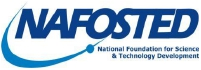 NAFOSTED
National Foundation for Science
& Technology Development